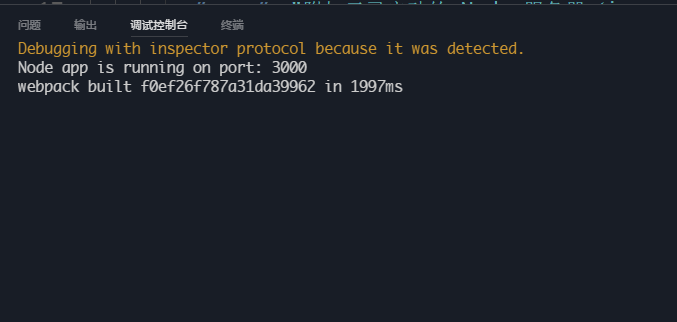 问题 输出 调试控制台 终端
Debugging with inspector protocol because it was detected.
Node app is running on port: 3000
webpack built f0ef26f787a31da39962 in 1997ms